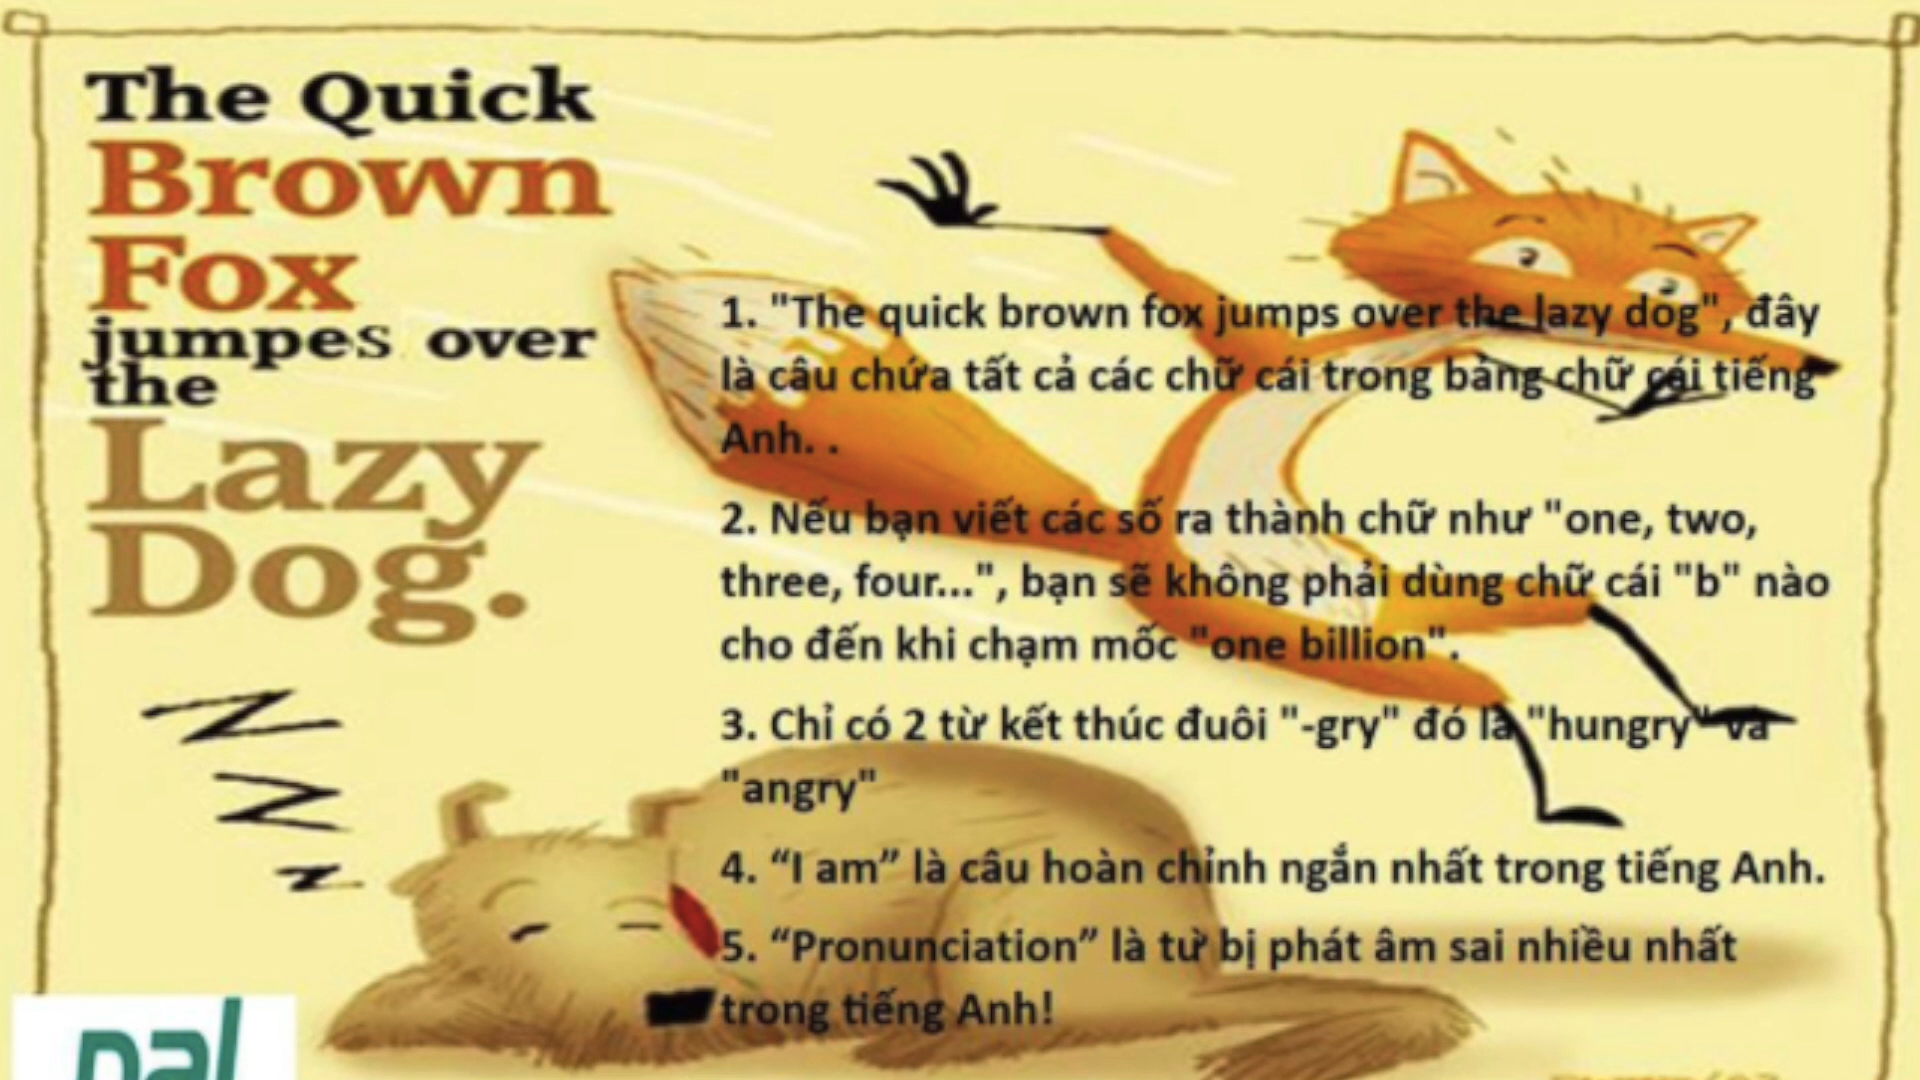 The Quick
Brown
Fox
jumpes over
the
Lazy
Dog.
1. "The quick brown fox jumps over the lazy dog", đây
là câu chứa tất cả các chữ cái trong bảng chữ cái tiếng
Anh. .
2. Nếu bạn viết các số ra thành chữ như "one, two,
three, four...", bạn sẽ không phải dùng chữ cái "b" nào
cho đến khi chạm mốc "one billion".
3. Chỉ có 2 từ kết thúc đuôi "-gry" đó là "hungry" và
"angry"
4. “I am” là câu hoàn chỉnh ngắn nhất trong tiếng Anh.
5. “Pronunciation” là từ bị phát âm sai nhiều nhất
trong tiếng Anh!
Z
Z
Z
pal